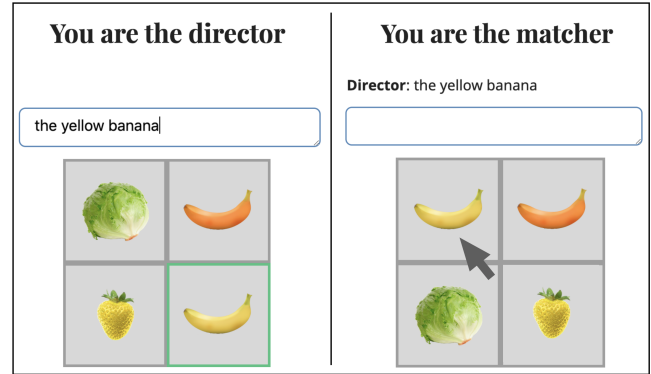 You are the director
the yellow banana
You are the matcher
Director: the yellow banana